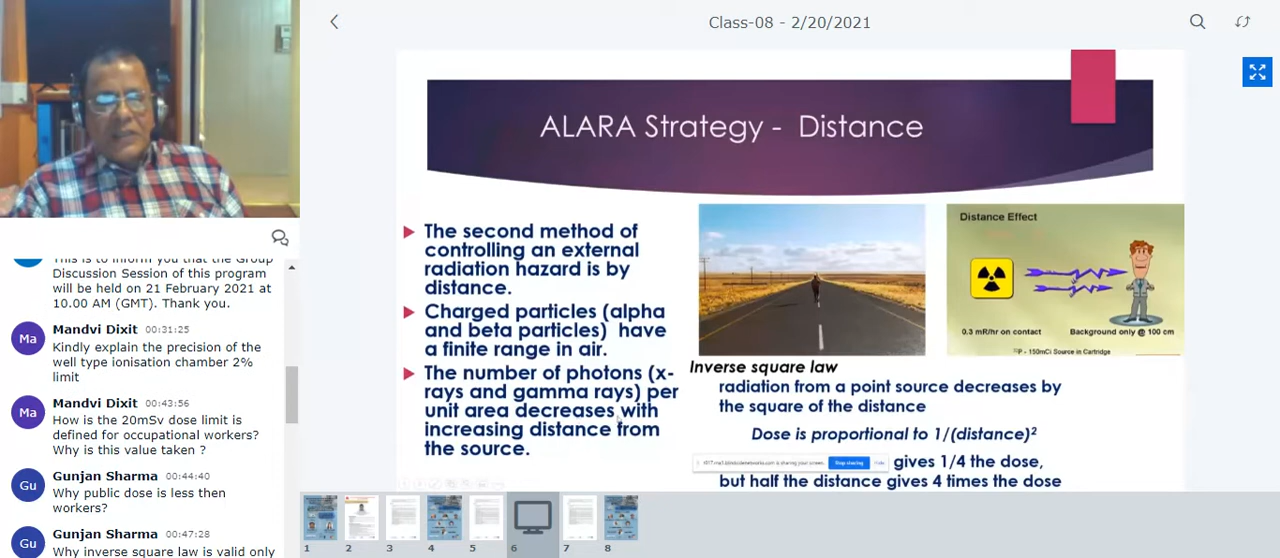 Class-08 - 2/20/2021
This is to inform you that the Group
Discussion Session of this program
will be held on 21 February 2021 at
10.00 AM (GMT). Thank you.
Ma
Mandvi Dixit 00:31:25
Kindly explain the precision of the
well type ionisation chamber 2%
limit
Ma
Mandvi Dixit 00:43:56
How is the 20mSv dose limit is
defined for occupational workers?
Why is this value taken ?
Gu
Gunjan Sharma 00:44:40
Why public dose is less then
workers?
Gu
Gunjan Sharma 00:47:28
Why inverse square law is valid only
ALARA Strategy - Distance
The second method of
controlling an external
radiation hazard is by
distance.
Charged particles (alpha
and beta particles) have
a finite range in air.
The number of photons (x-
rays and gamma rays) per
unit area decreases with
increasing distance from
the source.
Distance Effect
0.3 mR/hr on contact
Background only @ 100 cm
32P - 150mCi Source in Cartridge
Inverse square law
radiation from a point source decreases by
the square of the distance
Dose is proportional to 1/(distance)²
is sharing your screen.
Stop sharing
Hide
gives 1/4 the dose,
but half the distance gives 4 times the dose
1
2
3
4
5
6
7
8